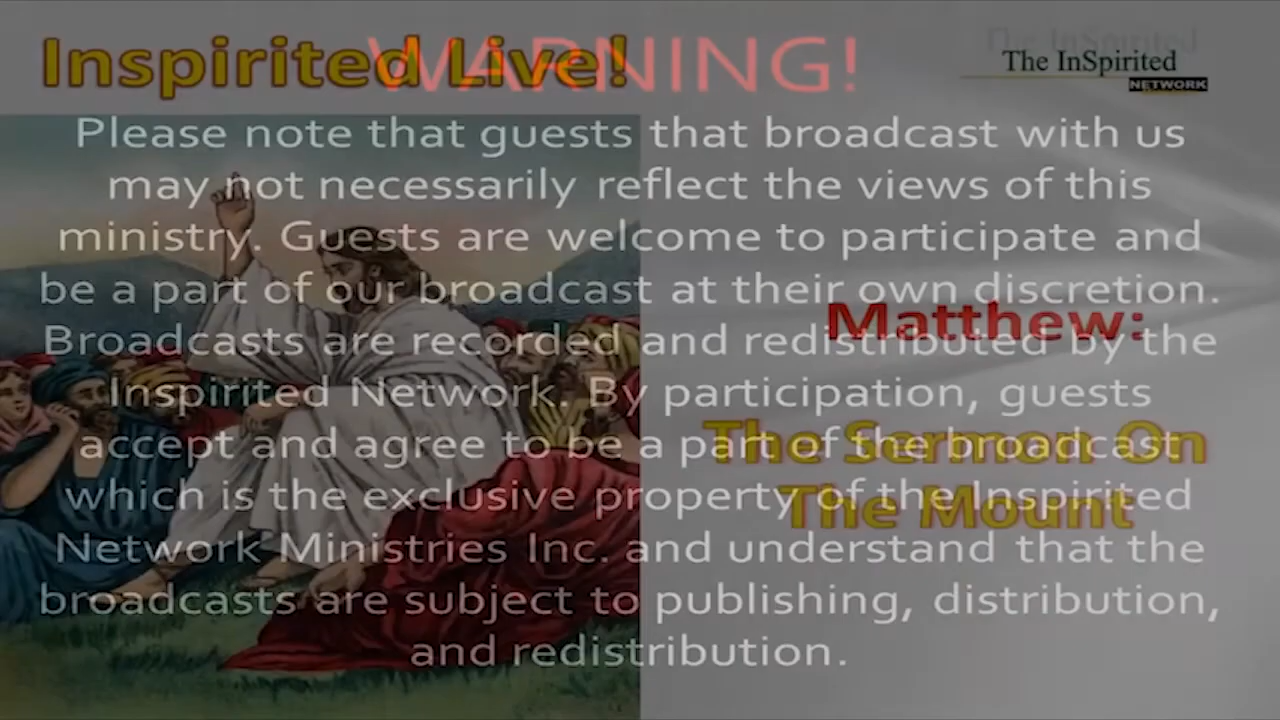 Inspirited Live!
WARNING!
The InSpirited
The InSpirited
NETWORK
Please note that guests that broadcast with us
may not necessarily reflect the views of this
ministry. Guests are welcome to participate and
be a part of our broadcast at their own discretion.
Broadcasts are recorded and redistributed by the
Inspirited Network. By participation, guests
accept and agree to be a part of the broadcast
which is the exclusive property of the Inspirited
Network Ministries Inc. and understand that the
broadcasts are subject to publishing, distribution,
and redistribution.
Matthew:
The Sermon On
The Mount